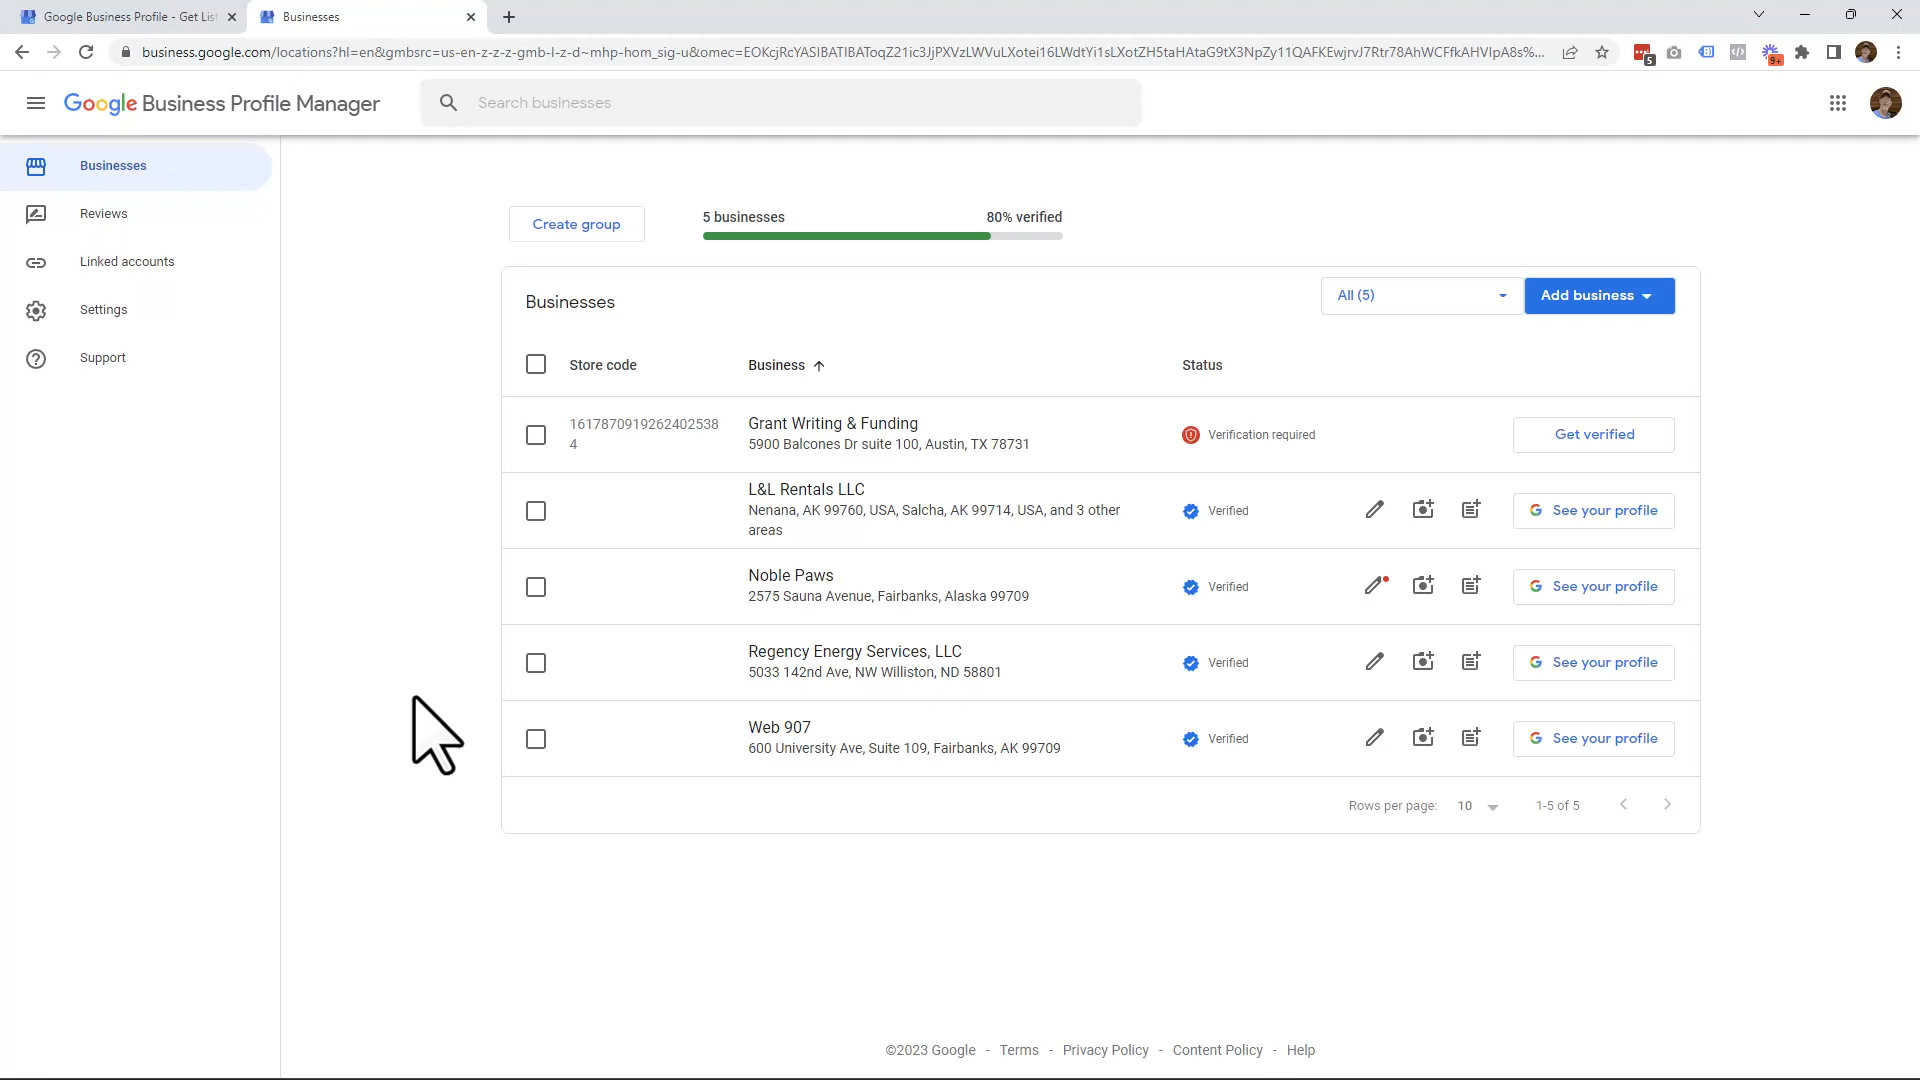 Google Business Profile - Get List
Businesses
business.google.com/locations?hl=en&gmbsrc=us-en-z-z-z-gmb-l-z-d~mhp-hom_sig-u&omec=
5
9+
Google Business Profile Manager
Search businesses
Businesses
Reviews
Linked accounts
Settings
Support
Create group
5 businesses
80% verified
Businesses
All (5)
Add business
Store code
Business
Status
1617870919262402538
4
Grant Writing & Funding
5900 Balcones Dr suite 100, Austin, TX 78731
Verification required
Get verified
L&L Rentals LLC
Nenana, AK 99760, USA, Salcha, AK 99714, USA, and 3 other
areas
Verified
See your profile
Noble Paws
2575 Sauna Avenue, Fairbanks, Alaska 99709
Verified
See your profile
Regency Energy Services, LLC
5033 142nd Ave, NW Williston, ND 58801
Verified
See your profile
Web 907
600 University Ave, Suite 109, Fairbanks, AK 99709
Verified
See your profile
Rows per page:
10
1-5 of 5
©2023 Google - Terms - Privacy Policy - Content Policy - Help